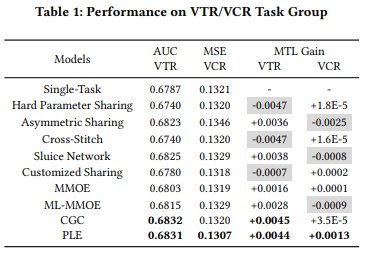 Table 1: Performance on VTR/VCR Task Group
Models AUC VTR MSE VCR MTL Gain VTR VCR
Single-Task 0.6787 0.1321 - -
Hard Parameter Sharing 0.6740 0.1320 -0.0047 +1.8E-5
Asymmetric Sharing 0.6823 0.1346 +0.0036 -0.0025
Cross-Stitch 0.6740 0.1320 -0.0047 +1.6E-5
Sluice Network 0.6825 0.1329 +0.0038 -0.0008
Customized Sharing 0.6780 0.1318 -0.0007 +0.0002
MMOE 0.6803 0.1319 +0.0016 +0.0001
ML-MMOE 0.6815 0.1329 +0.0028 -0.0009
CGC 0.6832 0.1320 +0.0045 +3.5E-5
PLE 0.6831 0.1307 +0.0044 +0.0013